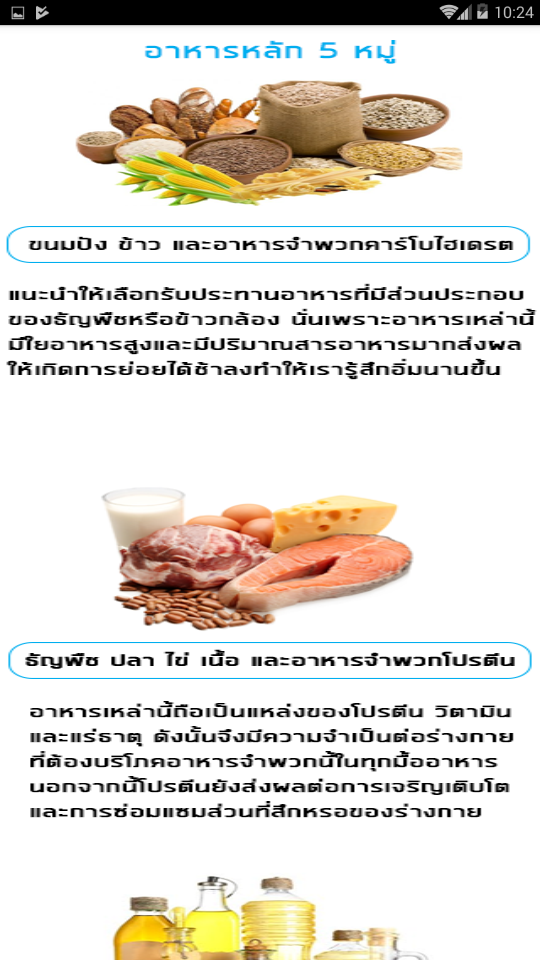 10:24
อาหารหลัก 5 หมู่
ขนมปัง ข้าว และอาหารจำพวกคาร์โบไฮเดรต
แนะนำให้เลือกรับประทานอาหารที่มีส่วนประกอบ
ของธัญพืชหรือข้าวกล้อง นั่นเพราะอาหารเหล่านี้
มีใยอาหารสูงและมีปริมาณสารอาหารมากส่งผล
ให้เกิดการย่อยได้ช้าลงทำให้เรารู้สึกอิ่มนานขึ้น
ธัญพืช ปลา ไข่ เนื้อ และอาหารจำพวกโปรตีน
อาหารเหล่านี้ถือเป็นแหล่งของโปรตีน วิตามิน
และแร่ธาตุ ดังนั้นจึงมีความจำเป็นต่อร่างกาย
ที่ต้องบริโภคอาหารจำพวกนี้ในทุกมื้ออาหาร
นอกจากนี้โปรตีนยังส่งผลต่อการเจริญเติบโต
และการซ่อมแซมส่วนที่สึกหรอของร่างกาย